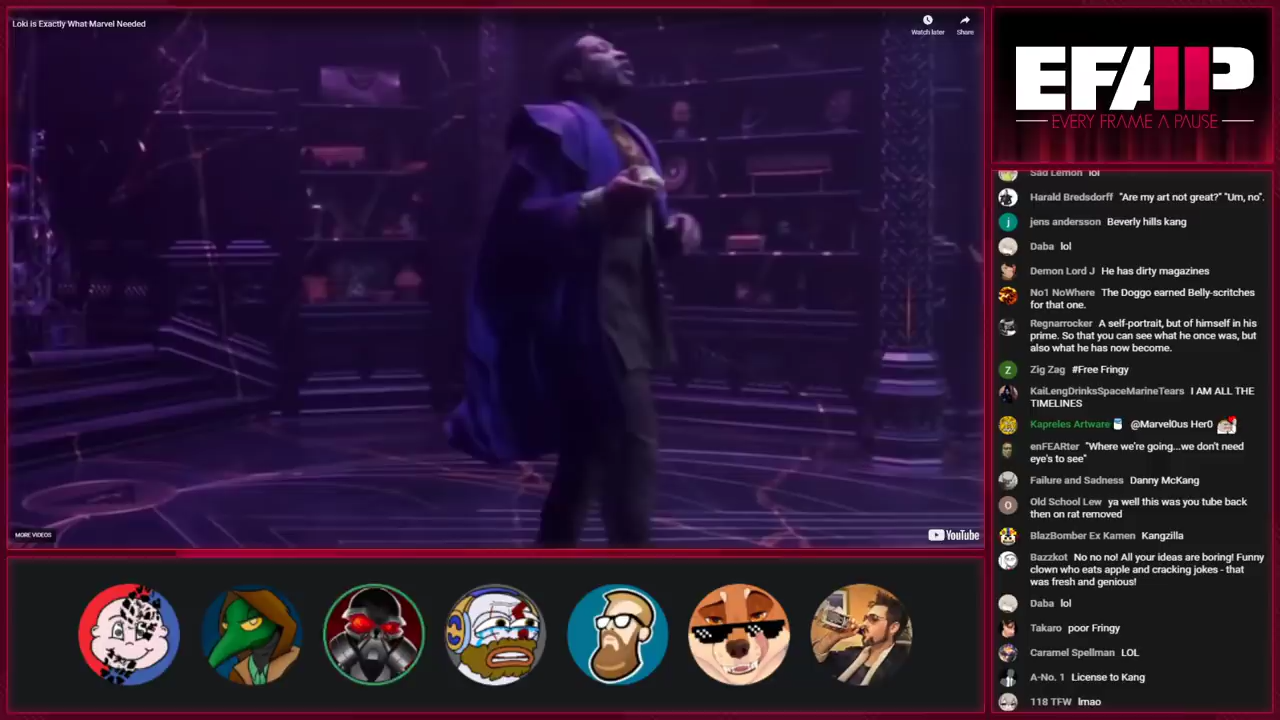 Loki is Exactly What Marvel Needed
Watch later
Share
MORE VIDEOS
YouTube
EFAP
EVERY FRAME A PAUSE
Sad Lemon lol
Harald Bredsdorff "Are my art not great?" "Um, no".
j
jens andersson Beverly hills kang
Daba lol
Demon Lord J He has dirty magazines
No1 NoWhere The Doggo earned Belly-scritches
for that one.
Regnarrocker A self-portrait, but of himself in his
prime. So that you can see what he once was, but
also what he has now become.
Z
Zig Zag #Free Fringy
KaiLengDrinksSpaceMarineTears I AM ALL THE
TIMELINES
Kapreles Artware @Marvel0us Her0
enFEARter "Where we're going...we don't need
eye's to see"
Failure and Sadness Danny McKang
O
Old School Lew ya well this was you tube back
then on rat removed
BlazBomber Ex Kamen Kangzilla
Bazzkot No no no! All your ideas are boring! Funny
clown who eats apple and cracking jokes - that
was fresh and genious!
Daba lol
Takaro poor Fringy
Caramel Spellman LOL
A-No. 1 License to Kang
118 TFW lmao